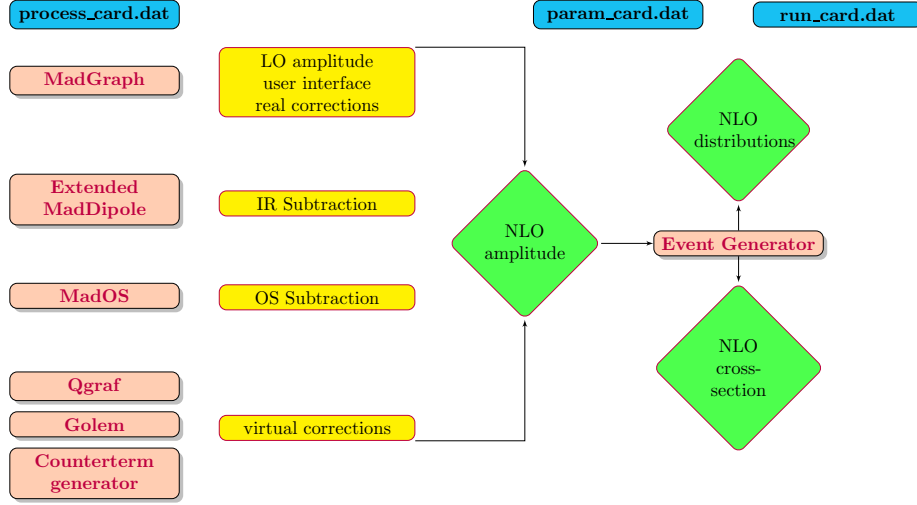 process_card.dat
param_card.dat
run_card.dat
MadGraph
LO amplitude
user interface
real corrections
NLO
distributions
Extended
MadDipole
IR Subtraction
NLO
amplitude
Event Generator
MadOS
OS Subtraction
NLO
cross-
section
Qgraf
Golem
virtual corrections
Counterterm
generator